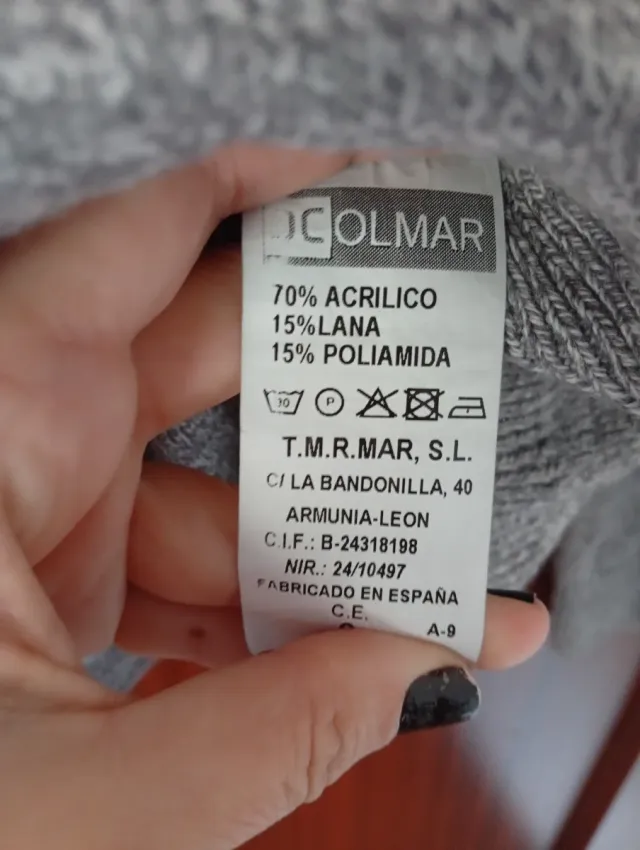 COLMAR
70% ACRILICO
15%LANA
15% POLIAMIDA
30 P
T.M.R.MAR, S.L.
C/ LA BANDONILLA, 40
ARMUNIA-LEON
C.I.F.: B-24318198
NIR.: 24/10497
FABRICADO EN ESPAÑA
C.E.
A-9